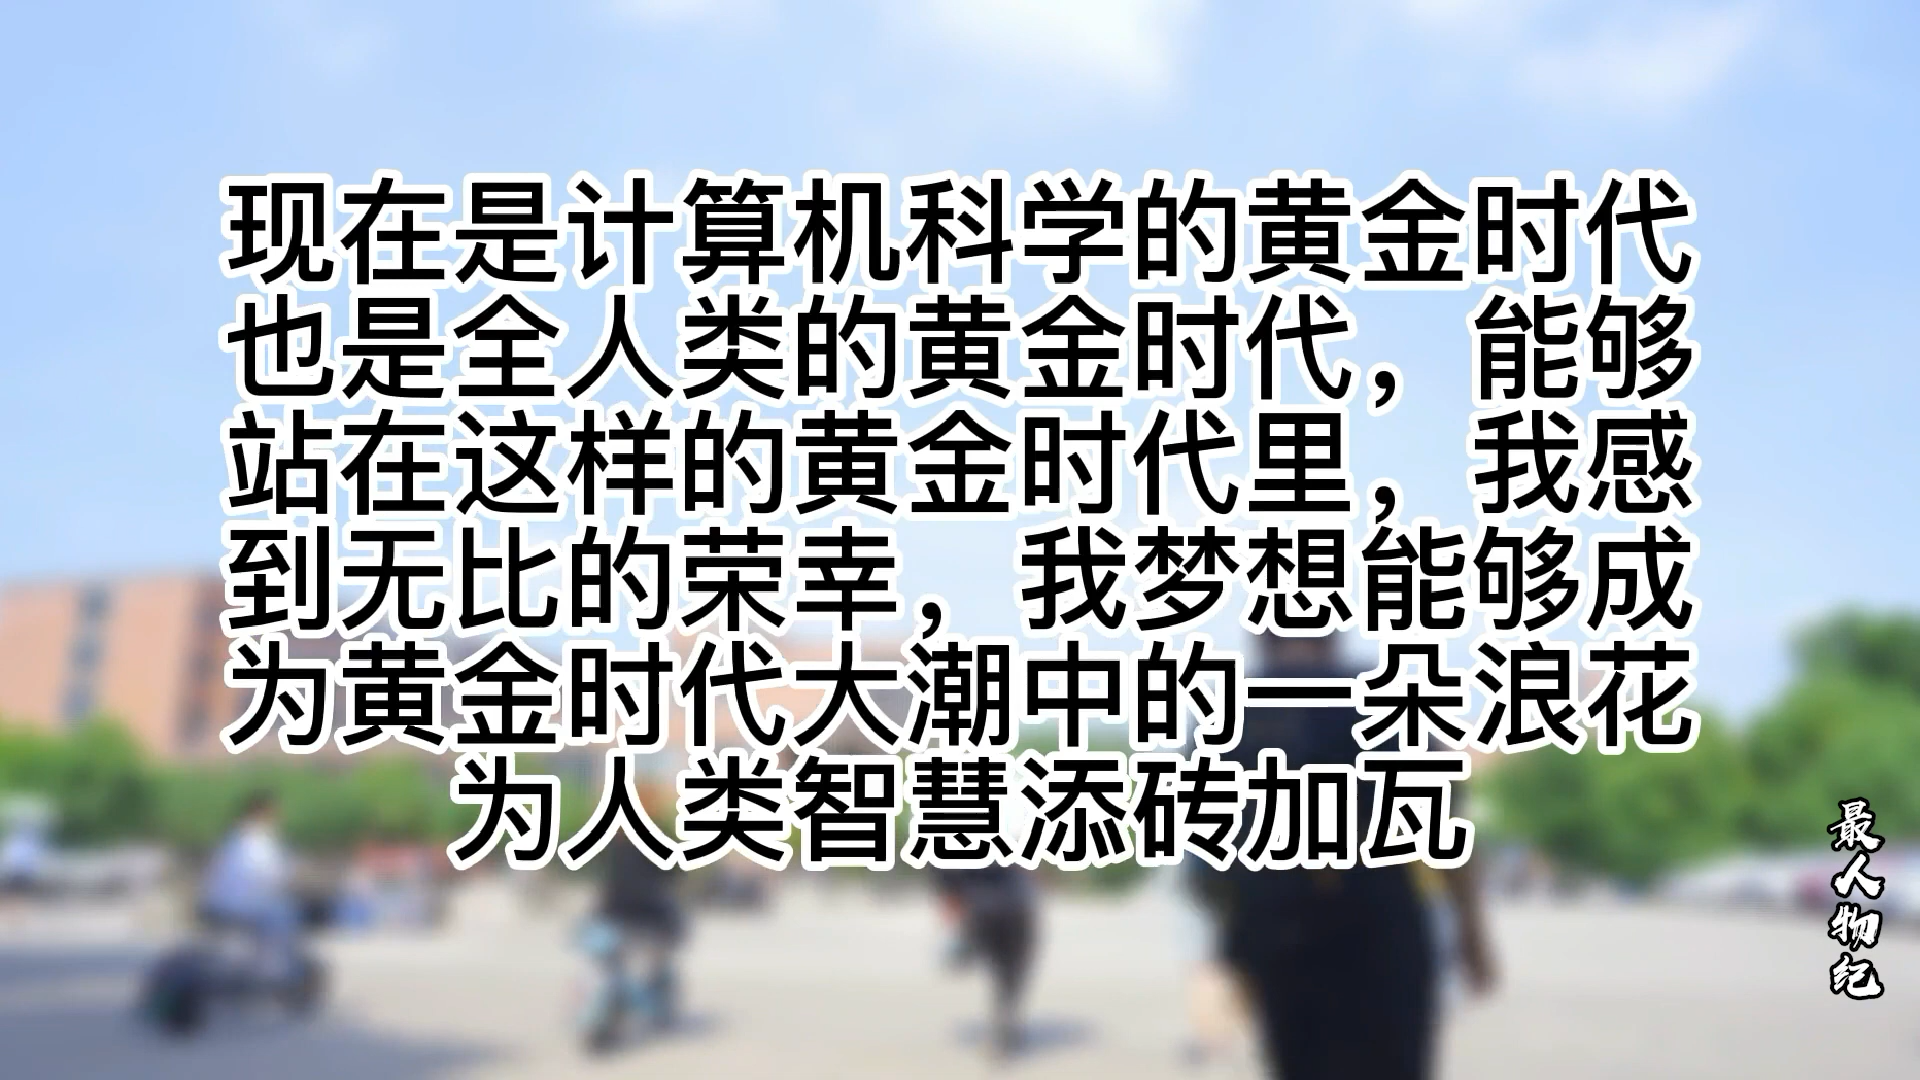 现在是计算机科学的黄金时代
也是全人类的黄金时代，能够
站在这样的黄金时代里，我感
到无比的荣幸，我梦想能够成
为黄金时代大潮中的一朵浪花
为人类智慧添砖加瓦
最人物纪